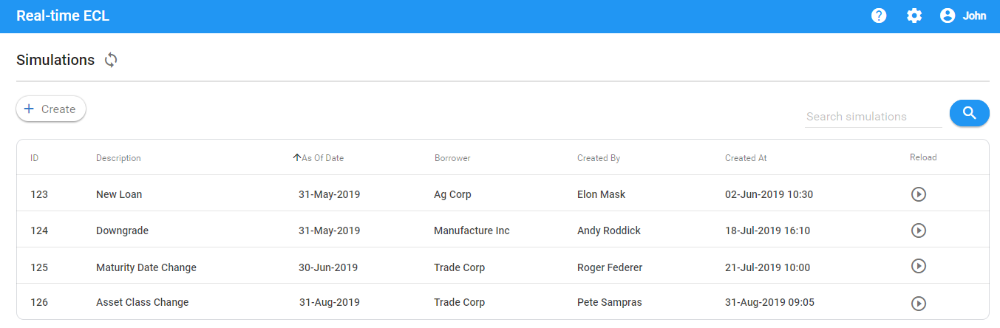 Real-time ECL
? John
Simulations
+ Create
Search simulations
ID Description As Of Date Borrower Created By Created At Reload
123 New Loan 31-May-2019 Ag Corp Elon Mask 02-Jun-2019 10:30
124 Downgrade 31-May-2019 Manufacture Inc Andy Roddick 18-Jul-2019 16:10
125 Maturity Date Change 30-Jun-2019 Trade Corp Roger Federer 21-Jul-2019 10:00
126 Asset Class Change 31-Aug-2019 Trade Corp Pete Sampras 31-Aug-2019 09:05